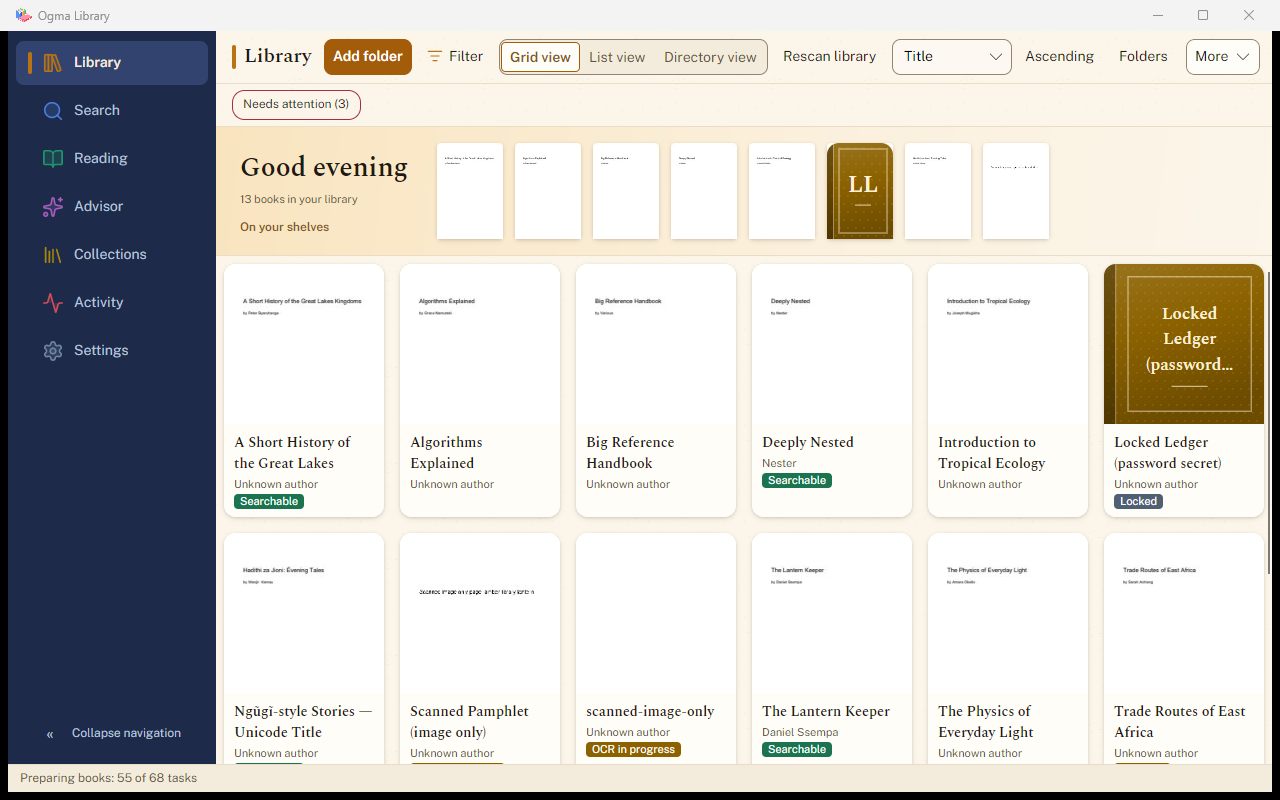 Ogma Library
Library
Search
Reading
Advisor
Collections
Activity
Settings
« Collapse navigation
Library
Add folder
Filter
Grid view
List view
Directory view
Rescan library
Title
Ascending
Folders
More
Needs attention (3)
Good evening
13 books in your library
On your shelves
LL
A Short History of the Great Lakes Kingdoms
Algorithms Explained
by Grace Namutebi
Big Reference Handbook
by Various
Deeply Nested
by Nester
Introduction to Tropical Ecology
by Joseph Mugisha
Locked
Ledger
(password...
A Short History of
the Great Lakes
Unknown author
Searchable
Algorithms
Explained
Unknown author
Big Reference
Handbook
Unknown author
Deeply Nested
Nester
Searchable
Introduction to
Tropical Ecology
Unknown author
Locked Ledger
(password secret)
Unknown author
Locked
Hadithi za Jioni: Evening Tales
The Lantern Keeper
by Daniel Ssempa
The Physics of Everyday Light
by Amara Okello
Trade Routes of East Africa
by Sarah Achieng
Ngũgĩ-style Stories —
Unicode Title
Unknown author
Scanned Pamphlet
(image only)
Unknown author
scanned-image-only
Unknown author
OCR in progress
The Lantern Keeper
Daniel Ssempa
Searchable
The Physics of
Everyday Light
Unknown author
Trade Routes of East
Africa
Unknown author
Preparing books: 55 of 68 tasks